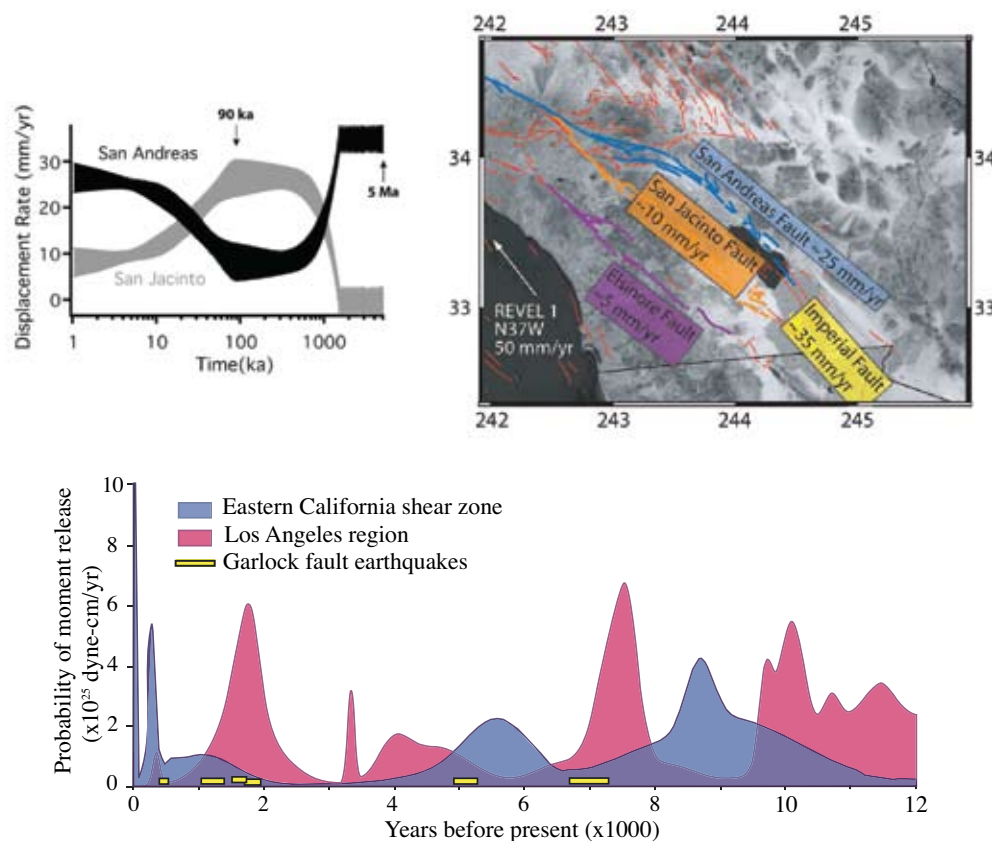 Displacement Rate (mm/yr)
30
20
10
0
San Andreas
San Jacinto
90 ka
5 Ma
1
10
100
1000
Time(ka)
242
243
244
245
34
33
San Andreas Fault ~25 mm/yr
San Jacinto Fault
~10 mm/yr
Elsinore Fault
~5 mm/yr
Imperial Fault
~35 mm/yr
REVEL 1
N37W
50 mm/yr
34
33
242
243
244
245
Probability of moment release
(x10²⁵ dyne-cm/yr)
10
8
6
4
2
0
Eastern California shear zone
Los Angeles region
Garlock fault earthquakes
0
2
4
6
8
10
12
Years before present (x1000)